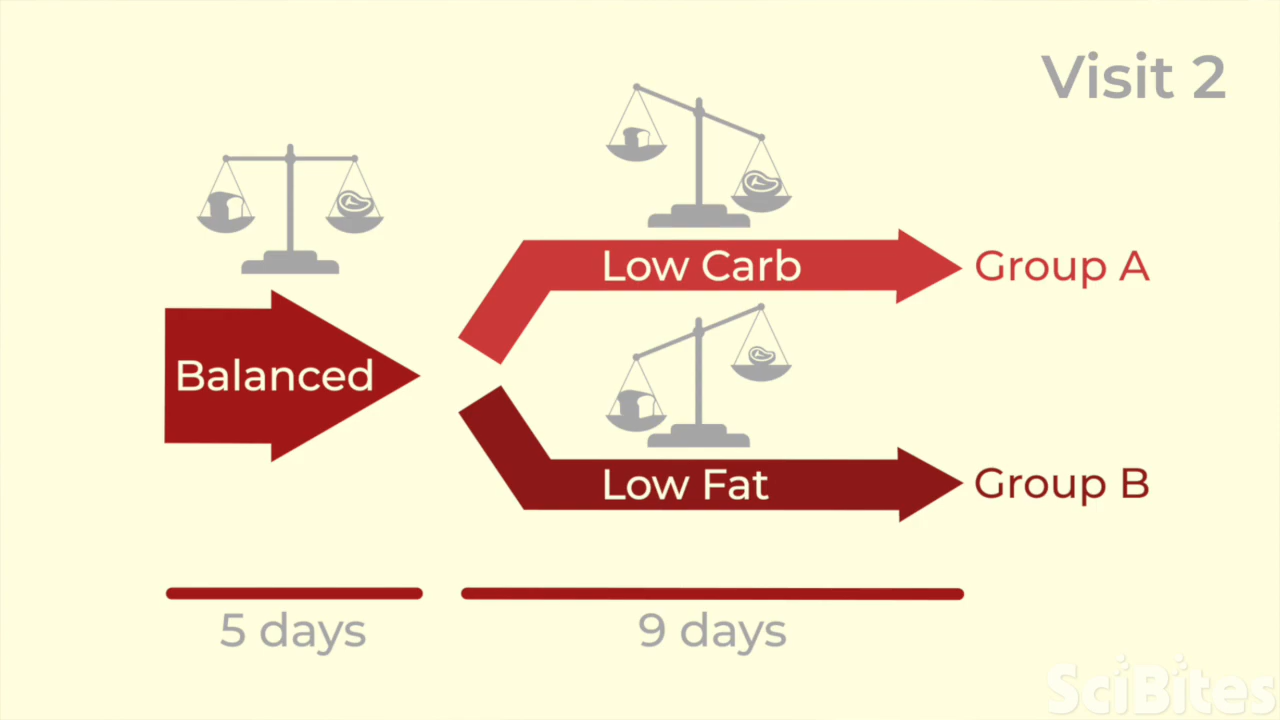 Visit 2
Balanced
Low Carb
Group A
Low Fat
Group B
5 days
9 days
SciBites